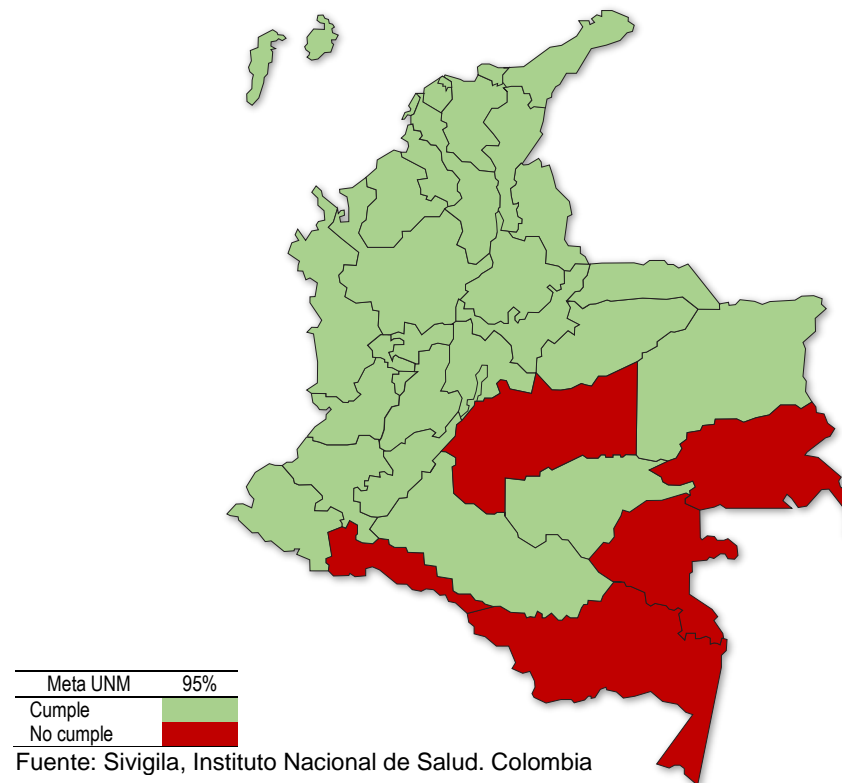 Meta UNM 95%
Cumple
No cumple
Fuente: Sivigila, Instituto Nacional de Salud. Colombia